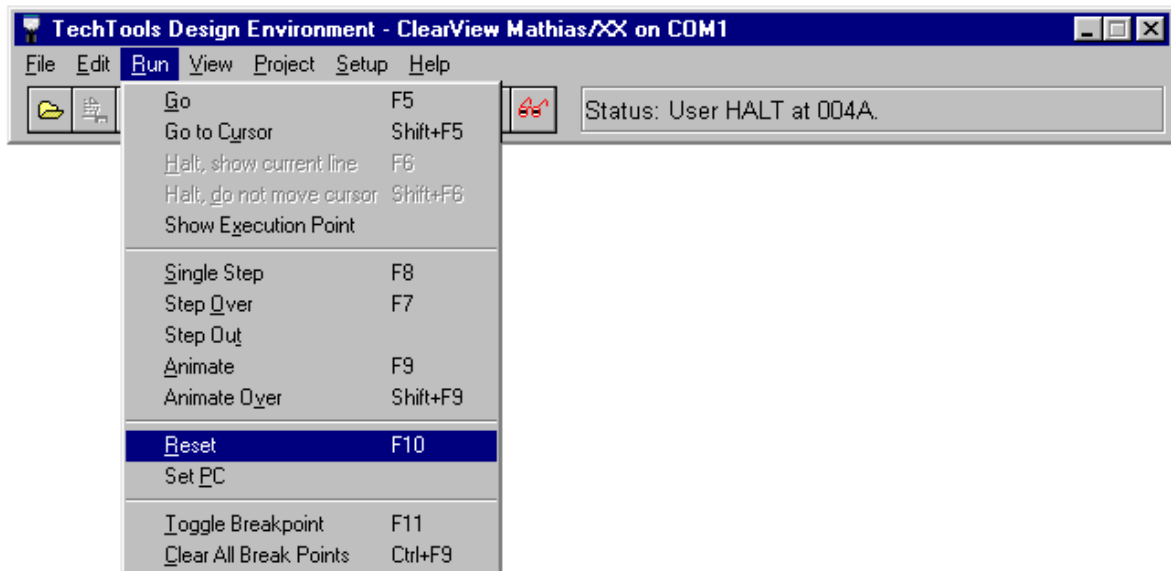 TechTools Design Environment - ClearView Mathias/XX on COM1
File Edit Run View Project Setup Help
Status: User HALT at 004A.
Go F5
Go to Cursor Shift+F5
Halt, show current line F6
Halt, do not move cursor Shift+F6
Show Execution Point
Single Step F8
Step Over F7
Step Out
Animate F9
Animate Over Shift+F9
Reset F10
Set PC
Toggle Breakpoint F11
Clear All Break Points Ctrl+F9